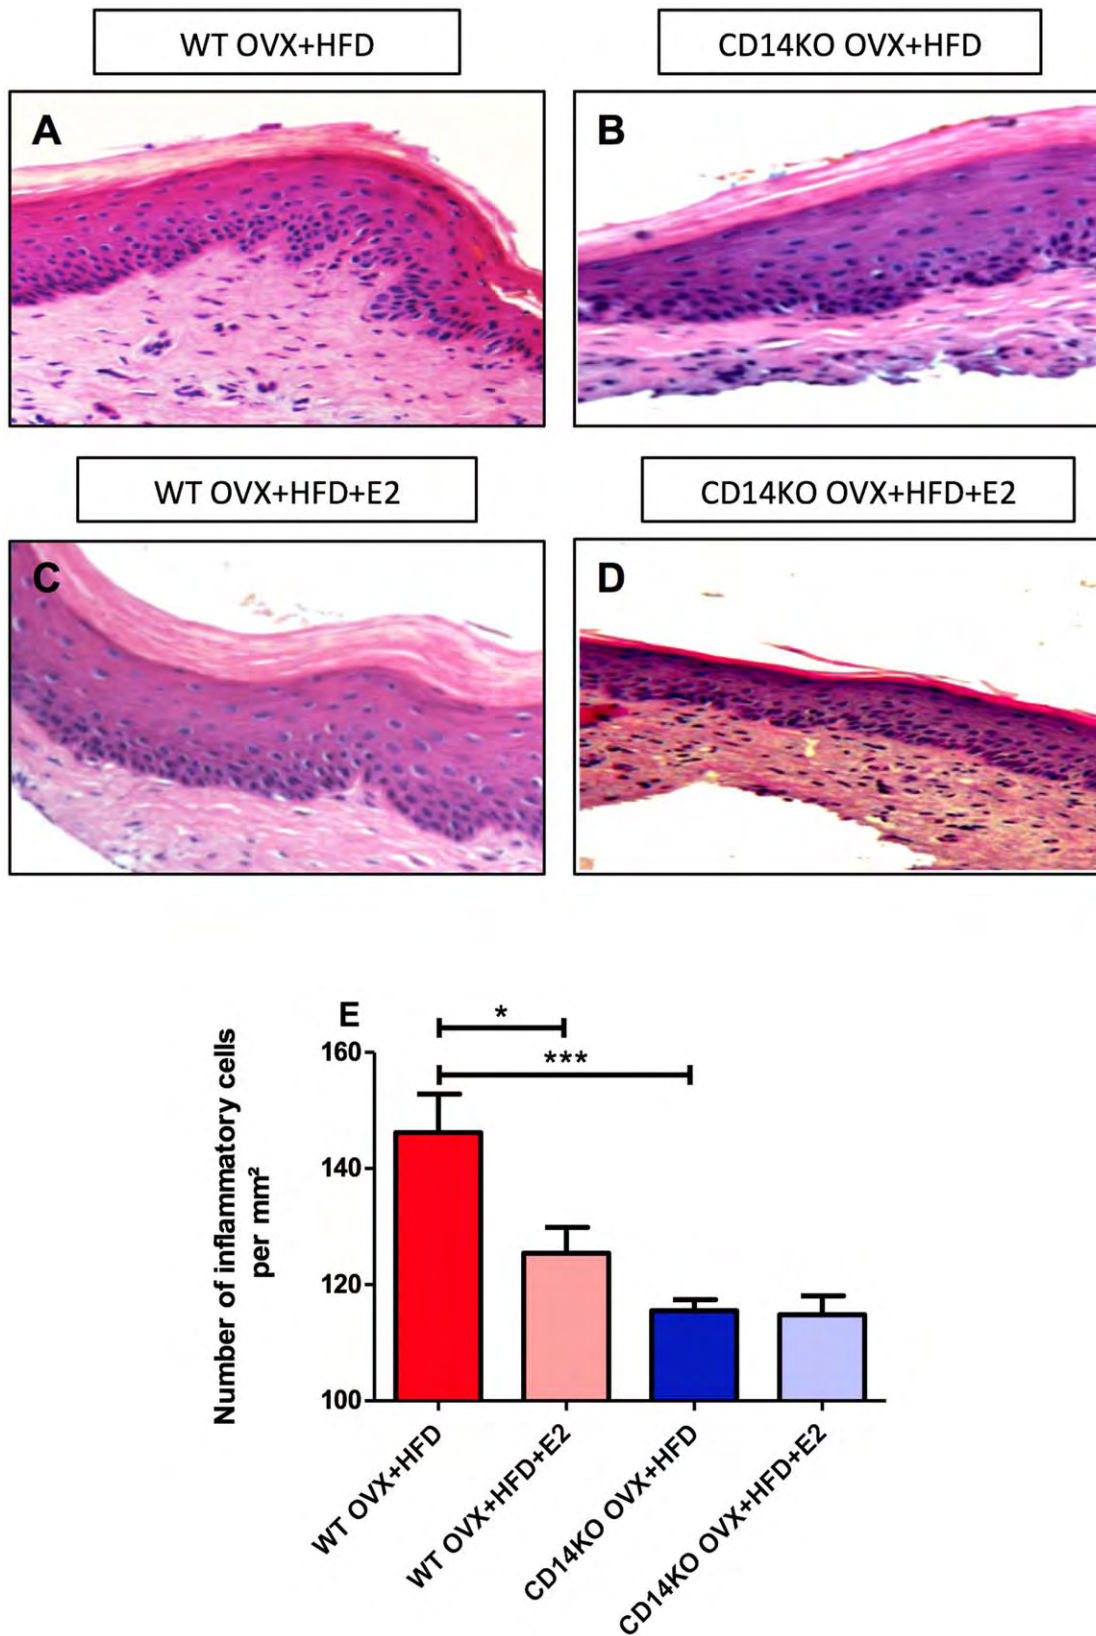 WT OVX+HFD
CD14KO OVX+HFD
A
B
WT OVX+HFD+E2
CD14KO OVX+HFD+E2
C
D
E
*
***
Number of inflammatory cells
per mm²
160
140
120
100
WT OVX+HFD
WT OVX+HFD+E2
CD14KO OVX+HFD
CD14KO OVX+HFD+E2